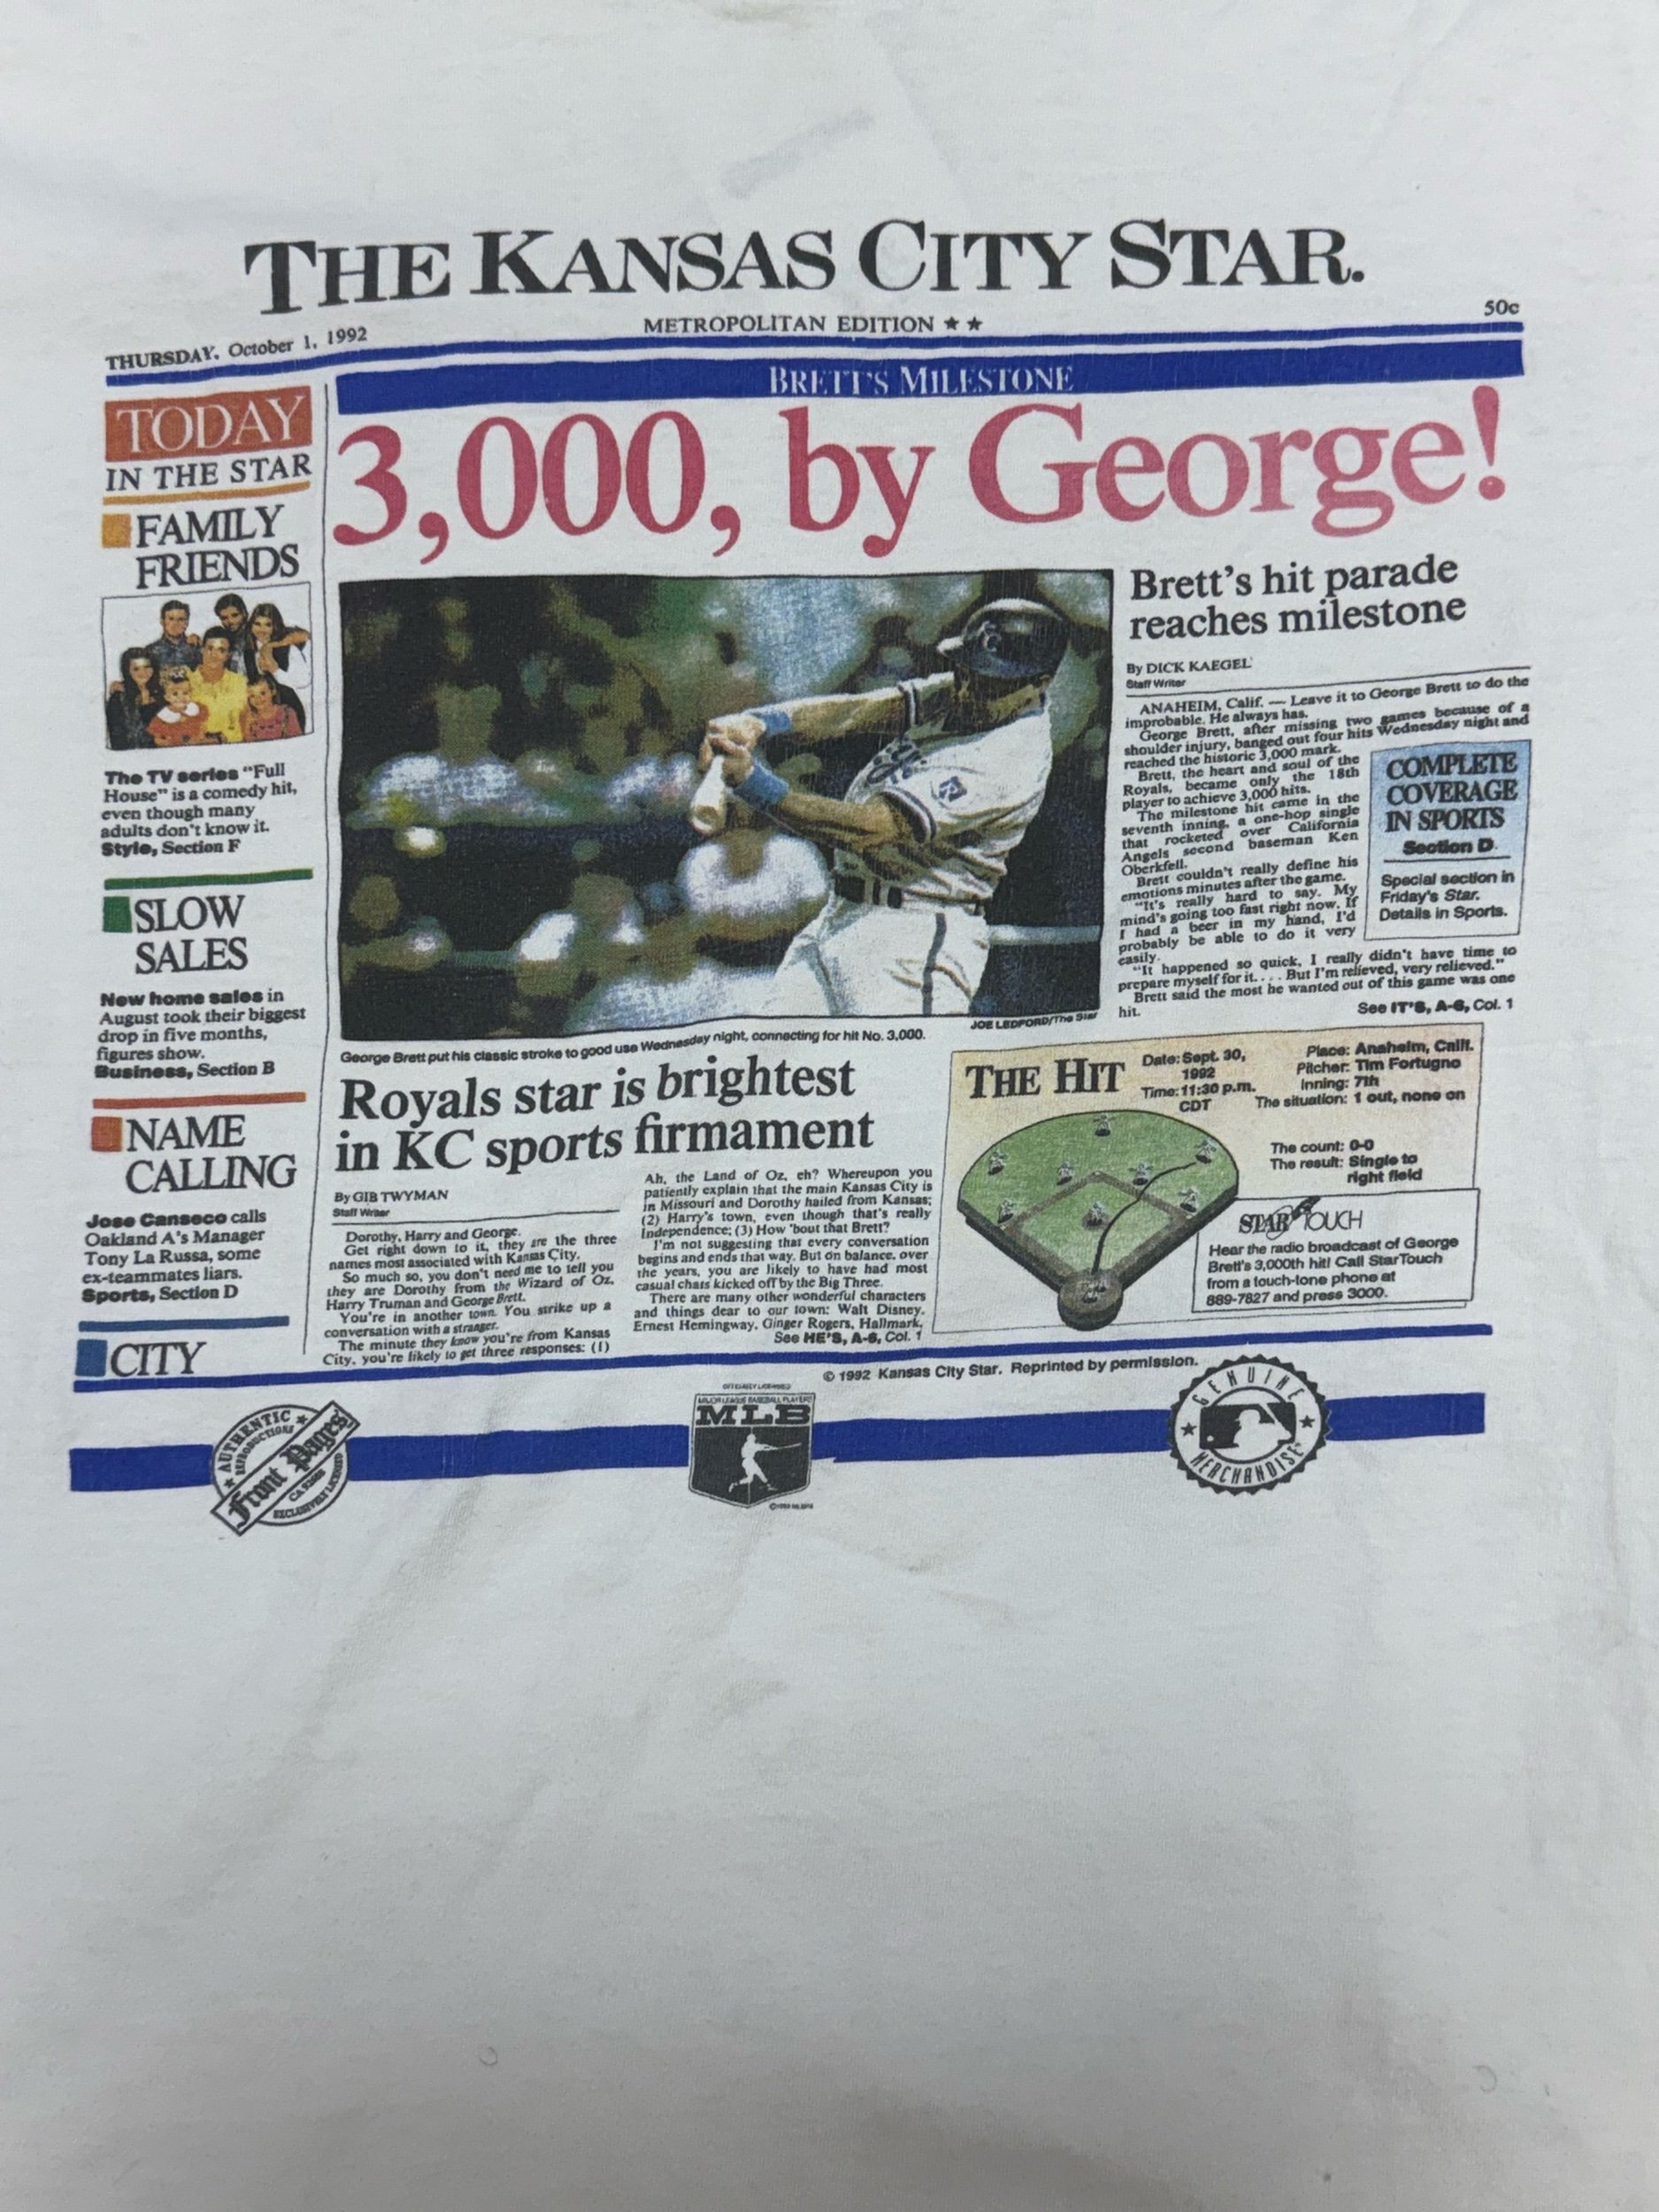 THE KANSAS CITY STAR.
METROPOLITAN EDITION ★ ★
50c
THURSDAY, October 1, 1992
TODAY
IN THE STAR
FAMILY
FRIENDS
The TV series “Full
House” is a comedy hit,
even though many
adults don't know it.
Style, Section F
SLOW
SALES
New home sales in
August took their biggest
drop in five months,
figures show.
Business, Section B
NAME
CALLING
Jose Canseco calls
Oakland A's Manager
Tony La Russa, some
ex-teammates liars.
Sports, Section D
CITY
BRETT'S MILESTONE
3,000, by George!
JOE LEDFORD/The Star
George Brett put his classic stroke to good use Wednesday night, connecting for hit No. 3,000.
Brett's hit parade
reaches milestone
By DICK KAEGEL
Staff Writer
ANAHEIM, Calif. — Leave it to George Brett to do the
improbable. He always has.
George Brett, after missing two games because of a
shoulder injury, banged out four hits Wednesday night and
reached the historic 3,000 mark.
Brett, the heart and soul of the
Royals, became only the 18th
player to achieve 3,000 hits.
The milestone hit came in the
seventh inning, a one-hop single
that rocketed over California
Angels second baseman Ken
Oberkfell.
Brett couldn't really define his
emotions minutes after the game.
“It's really hard to say. My
mind's going too fast right now. If
I had a beer in my hand, I'd
probably be able to do it very
easily.
“It happened so quick, I really didn't have time to
prepare myself for it. . . . But I'm relieved, very relieved.”
Brett said the most he wanted out of this game was one
hit.
See IT'S, A-6, Col. 1
COMPLETE
COVERAGE
IN SPORTS
Section D
Special section in
Friday's Star.
Details in Sports.
Royals star is brightest
in KC sports firmament
By GIB TWYMAN
Staff Writer
Dorothy, Harry and George.
Get right down to it, they are the three
names most associated with Kansas City.
So much so, you don't need me to tell you
they are Dorothy from the Wizard of Oz,
Harry Truman and George Brett.
You're in another town. You strike up a
conversation with a stranger.
The minute they know you're from Kansas
City, you're likely to get three responses: (1)
Ah, the Land of Oz, eh? Whereupon you
patiently explain that the main Kansas City is
in Missouri and Dorothy hailed from Kansas;
(2) Harry's town, even though that's really
Independence; (3) How 'bout that Brett?
I'm not suggesting that every conversation
begins and ends that way. But on balance, over
the years, you are likely to have had most
casual chats kicked off by the Big Three.
There are many other wonderful characters
and things dear to our town: Walt Disney,
Ernest Hemingway, Ginger Rogers, Hallmark,
See HE'S, A-6, Col. 1
THE HIT
Date: Sept. 30,
1992
Time: 11:30 p.m.
CDT
Place: Anaheim, Calif.
Pitcher: Tim Fortugno
Inning: 7th
The situation: 1 out, none on
The count: 0-0
The result: Single to
right field
STAR TOUCH
Hear the radio broadcast of George
Brett's 3,000th hit! Call StarTouch
from a touch-tone phone at
889-7827 and press 3000.
© 1992 Kansas City Star. Reprinted by permission.
AUTHENTIC
REPRODUCTIONS
Front Pages
EXCLUSIVELY LICENSED
OFFICIALLY LICENSED
MAJOR LEAGUE BASEBALL PLAYERS
MLB
GENUINE
MERCHANDISE